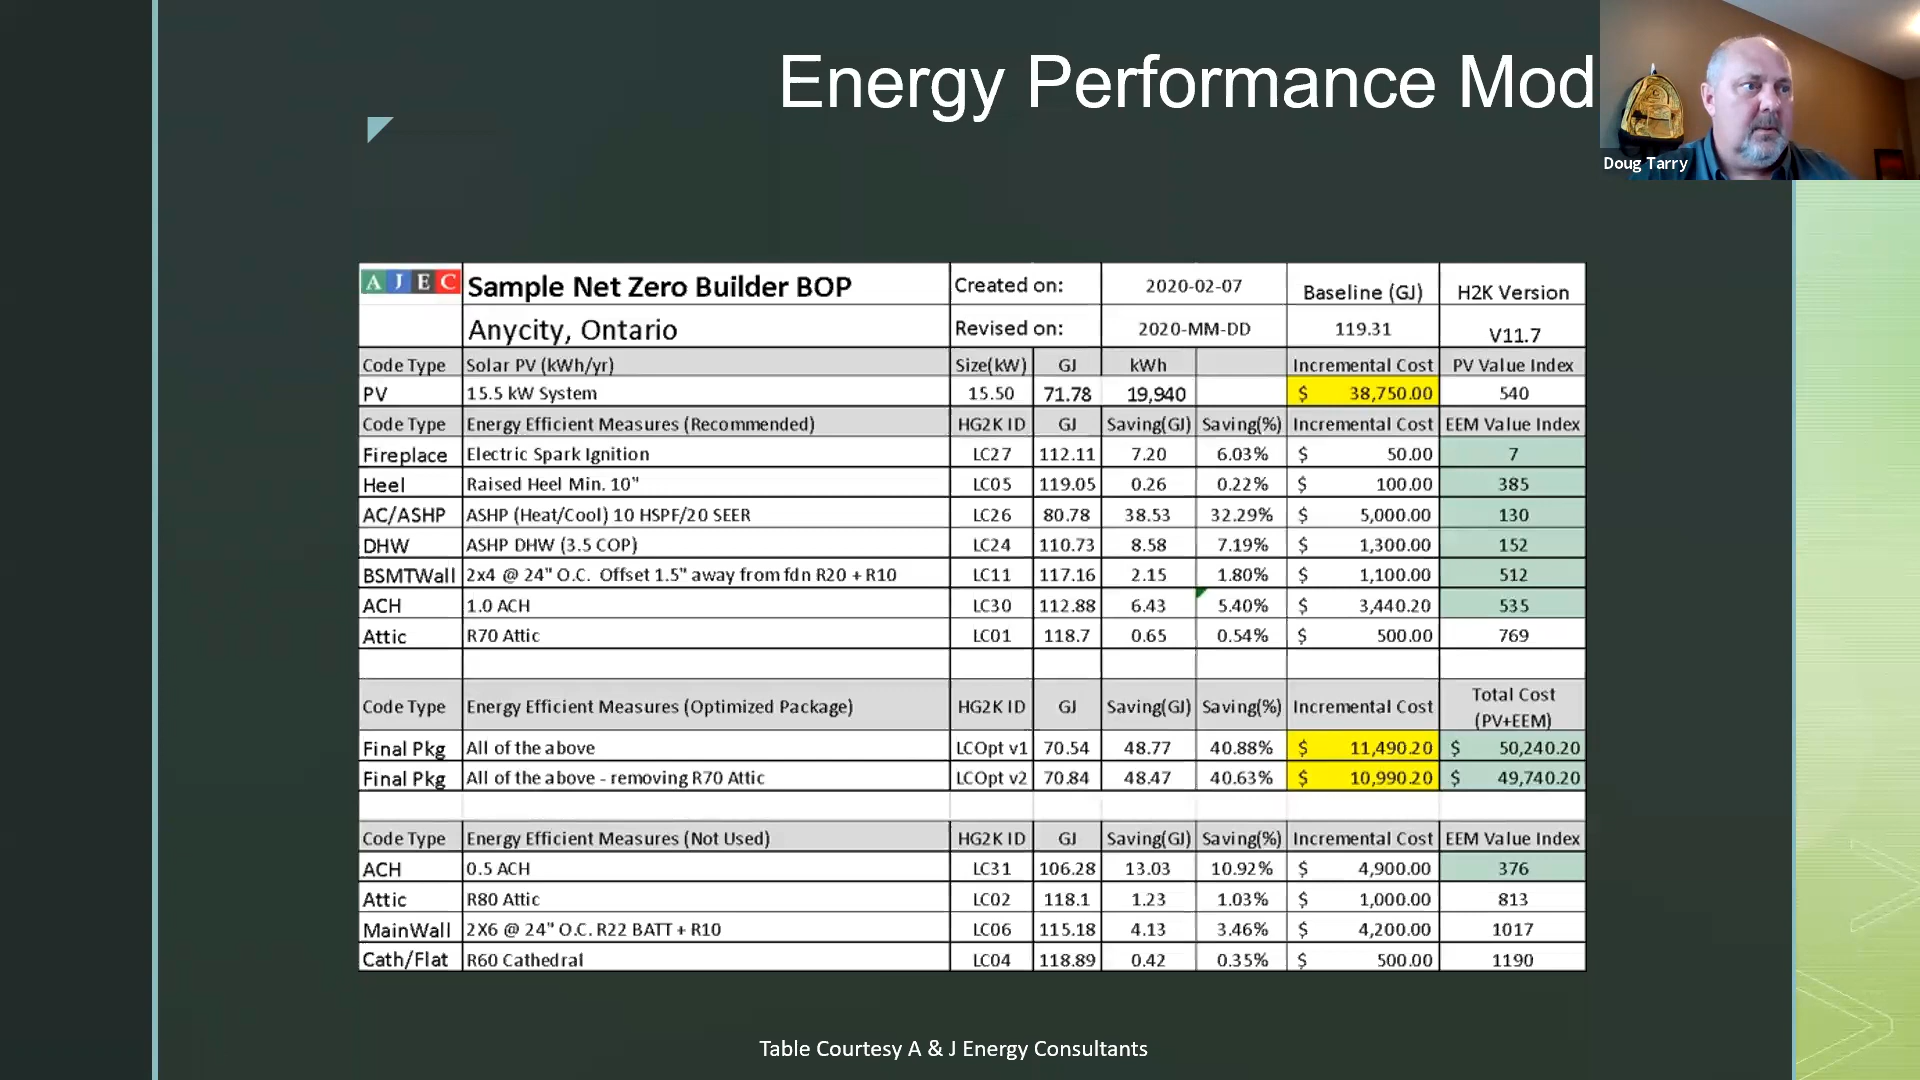 Energy Performance Mod
Doug Tarry
A J E C Sample Net Zero Builder BOP Created on: 2020-02-07 Baseline (GJ) H2K Version
Anycity, Ontario Revised on: 2020-MM-DD 119.31 V11.7
Code Type Solar PV (kWh/yr) Size(kW) GJ kWh Incremental Cost PV Value Index
PV 15.5 kW System 15.50 71.78 19,940 $ 38,750.00 540
Code Type Energy Efficient Measures (Recommended) HG2K ID GJ Saving(GJ) Saving(%) Incremental Cost EEM Value Index
Fireplace Electric Spark Ignition LC27 112.11 7.20 6.03% $ 50.00 7
Heel Raised Heel Min. 10" LC05 119.05 0.26 0.22% $ 100.00 385
AC/ASHP ASHP (Heat/Cool) 10 HSPF/20 SEER LC26 80.78 38.53 32.29% $ 5,000.00 130
DHW ASHP DHW (3.5 COP) LC24 110.73 8.58 7.19% $ 1,300.00 152
BSMTWall 2x4 @ 24" O.C. Offset 1.5" away from fdn R20 + R10 LC11 117.16 2.15 1.80% $ 1,100.00 512
ACH 1.0 ACH LC30 112.88 6.43 5.40% $ 3,440.20 535
Attic R70 Attic LC01 118.7 0.65 0.54% $ 500.00 769
Code Type Energy Efficient Measures (Optimized Package) HG2K ID GJ Saving(GJ) Saving(%) Incremental Cost Total Cost
(PV+EEM)
Final Pkg All of the above LCOpt v1 70.54 48.77 40.88% $ 11,490.20 $ 50,240.20
Final Pkg All of the above - removing R70 Attic LCOpt v2 70.84 48.47 40.63% $ 10,990.20 $ 49,740.20
Code Type Energy Efficient Measures (Not Used) HG2K ID GJ Saving(GJ) Saving(%) Incremental Cost EEM Value Index
ACH 0.5 ACH LC31 106.28 13.03 10.92% $ 4,900.00 376
Attic R80 Attic LC02 118.1 1.23 1.03% $ 1,000.00 813
MainWall 2X6 @ 24" O.C. R22 BATT + R10 LC06 115.18 4.13 3.46% $ 4,200.00 1017
Cath/Flat R60 Cathedral LC04 118.89 0.42 0.35% $ 500.00 1190
Table Courtesy A & J Energy Consultants